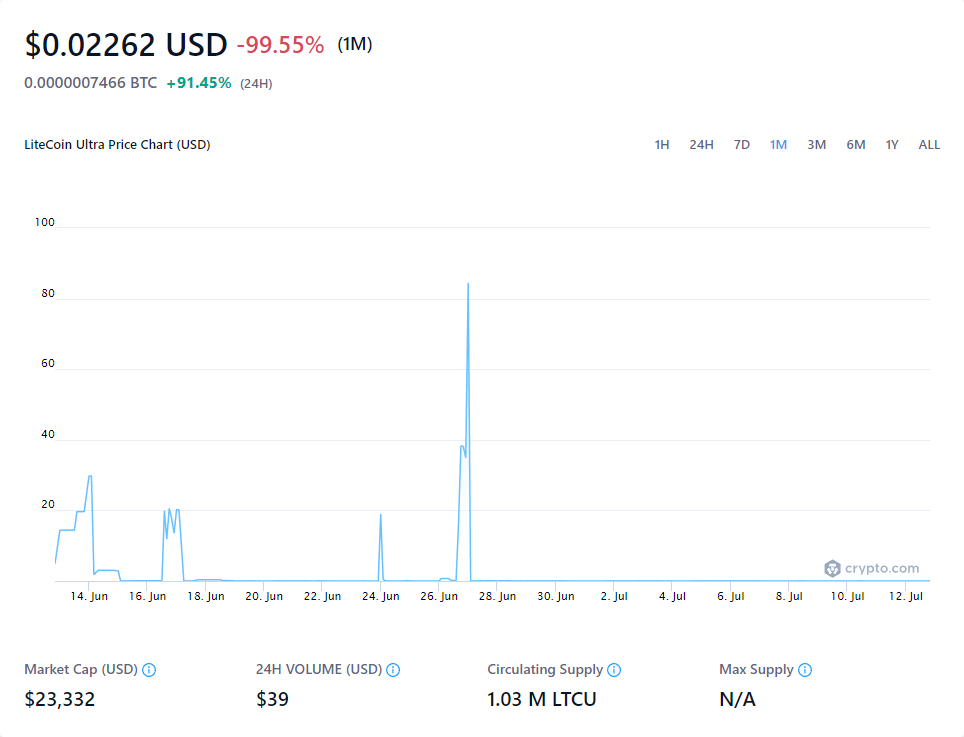 $0.02262 USD -99.55% (1M)
0.0000007466 BTC +91.45% (24H)
LiteCoin Ultra Price Chart (USD) 1H 24H 7D 1M 3M 6M 1Y ALL
100
80
60
40
20
crypto.com
14. Jun 16. Jun 18. Jun 20. Jun 22. Jun 24. Jun 26. Jun 28. Jun 30. Jun 2. Jul 4. Jul 6. Jul 8. Jul 10. Jul 12. Jul
Market Cap (USD) 24H VOLUME (USD) Circulating Supply Max Supply
$23,332 $39 1.03 M LTCU N/A